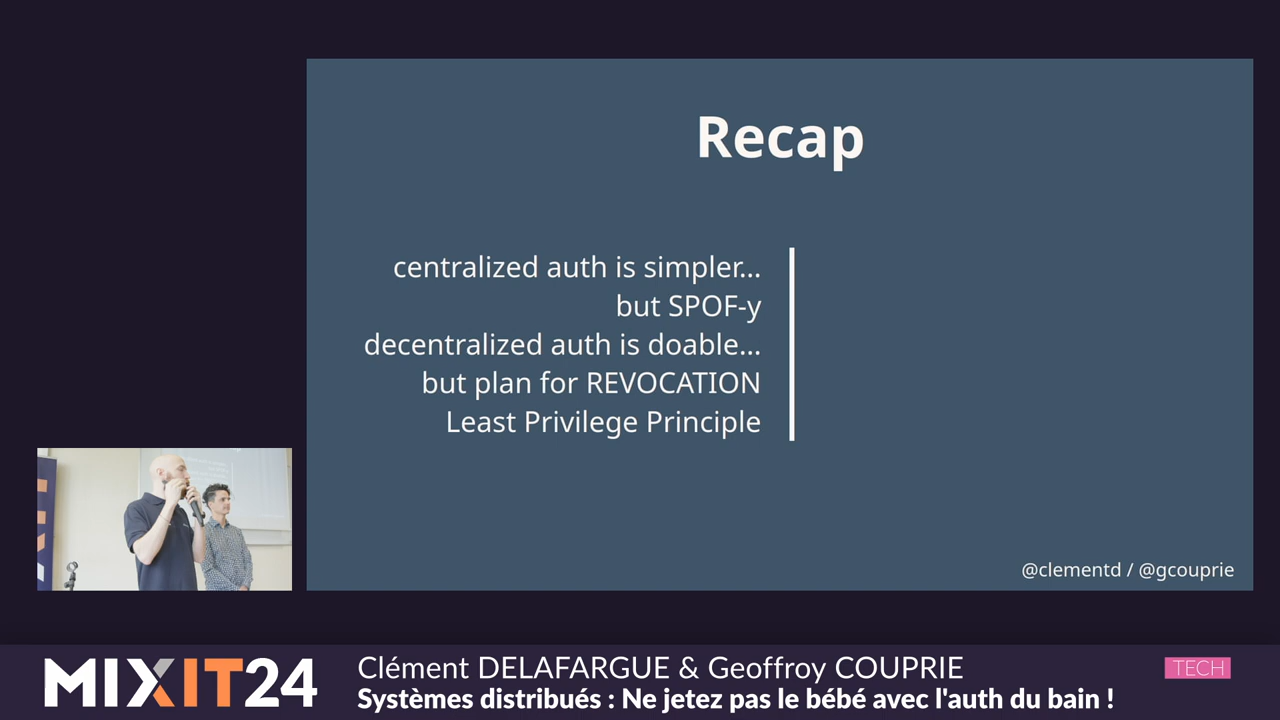 Recap
centralized auth is simpler...
but SPOF-y
decentralized auth is doable...
but plan for REVOCATION
Least Privilege Principle
@clementd / @gcouprie
MIXIT24
Clément DELAFARGUE & Geoffroy COUPRIE
TECH
Systèmes distribués : Ne jetez pas le bébé avec l'auth du bain !